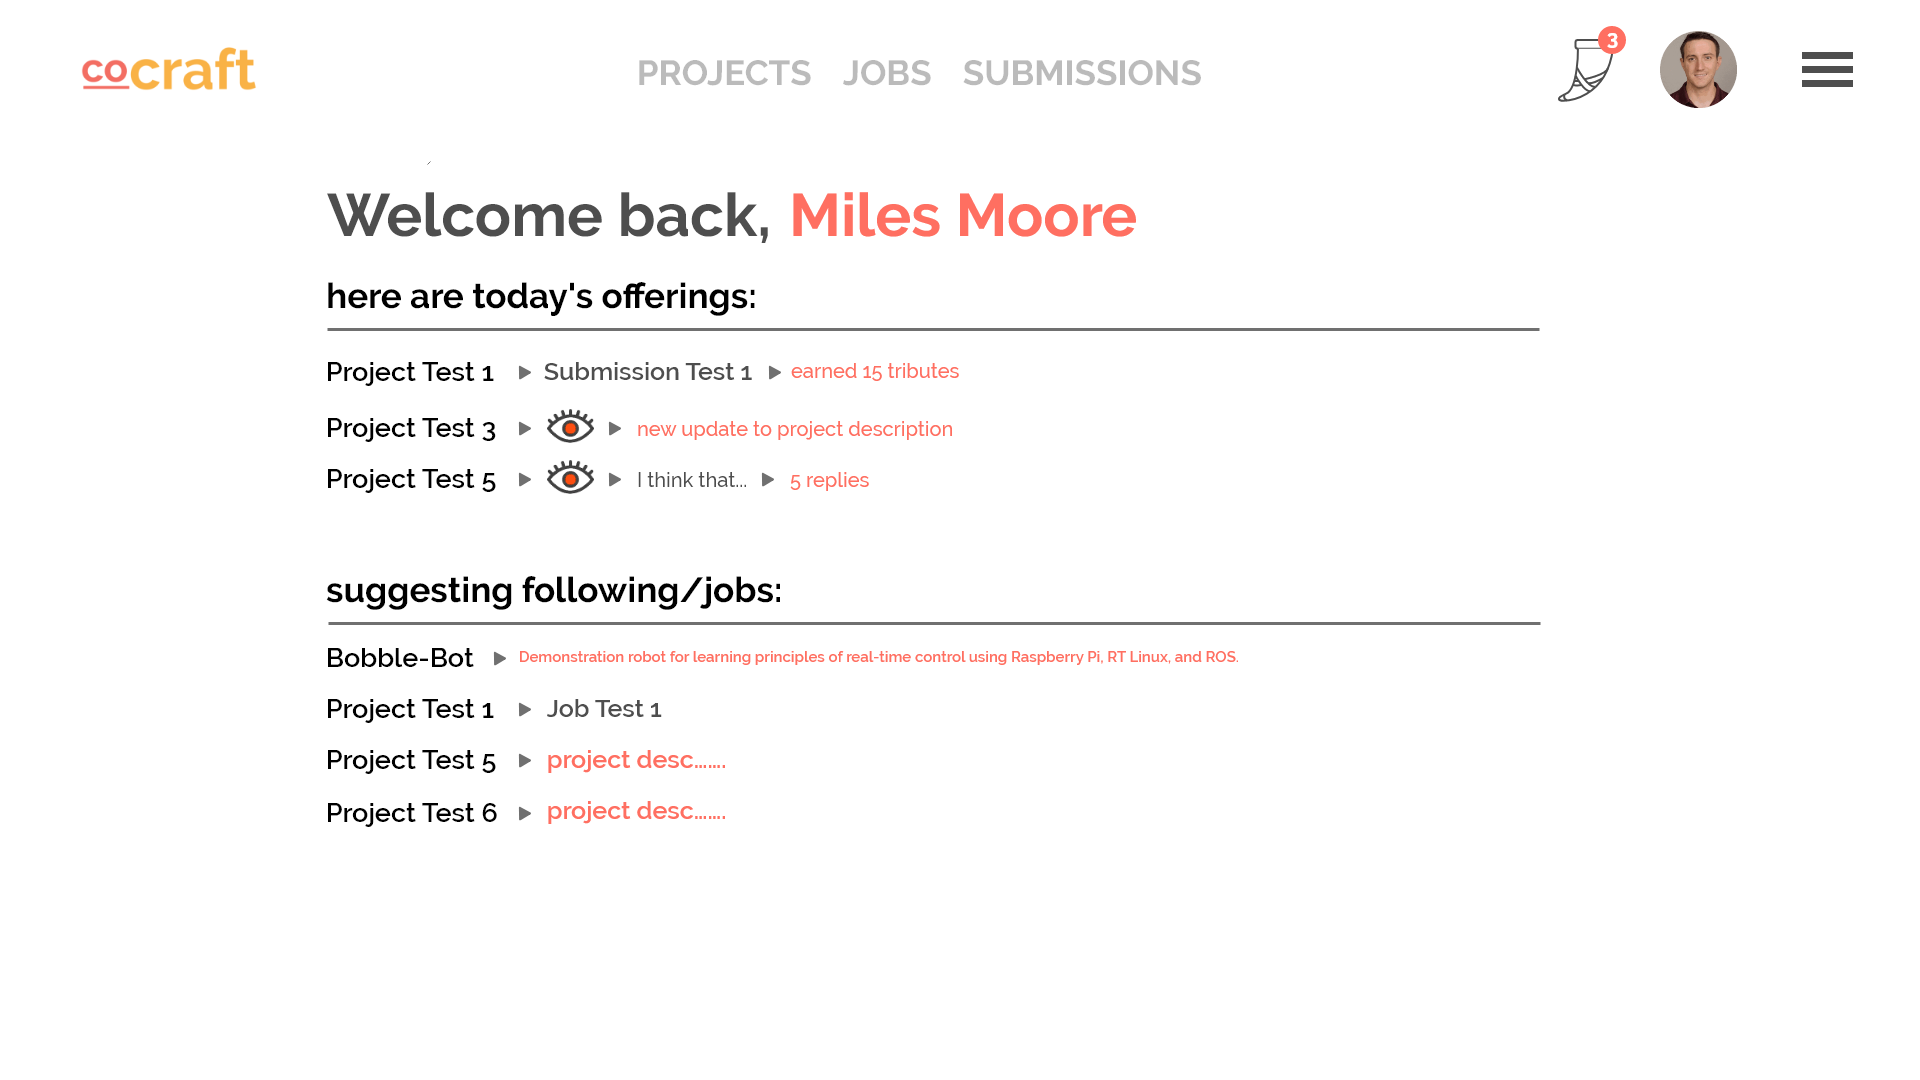 cocraft PROJECTS JOBS SUBMISSIONS 3
Welcome back, Miles Moore
here are today's offerings:
Project Test 1 Submission Test 1 earned 15 tributes
Project Test 3 new update to project description
Project Test 5 I think that... 5 replies
suggesting following/jobs:
Bobble-Bot Demonstration robot for learning principles of real-time control using Raspberry Pi, RT Linux, and ROS.
Project Test 1 Job Test 1
Project Test 5 project desc.......
Project Test 6 project desc.......